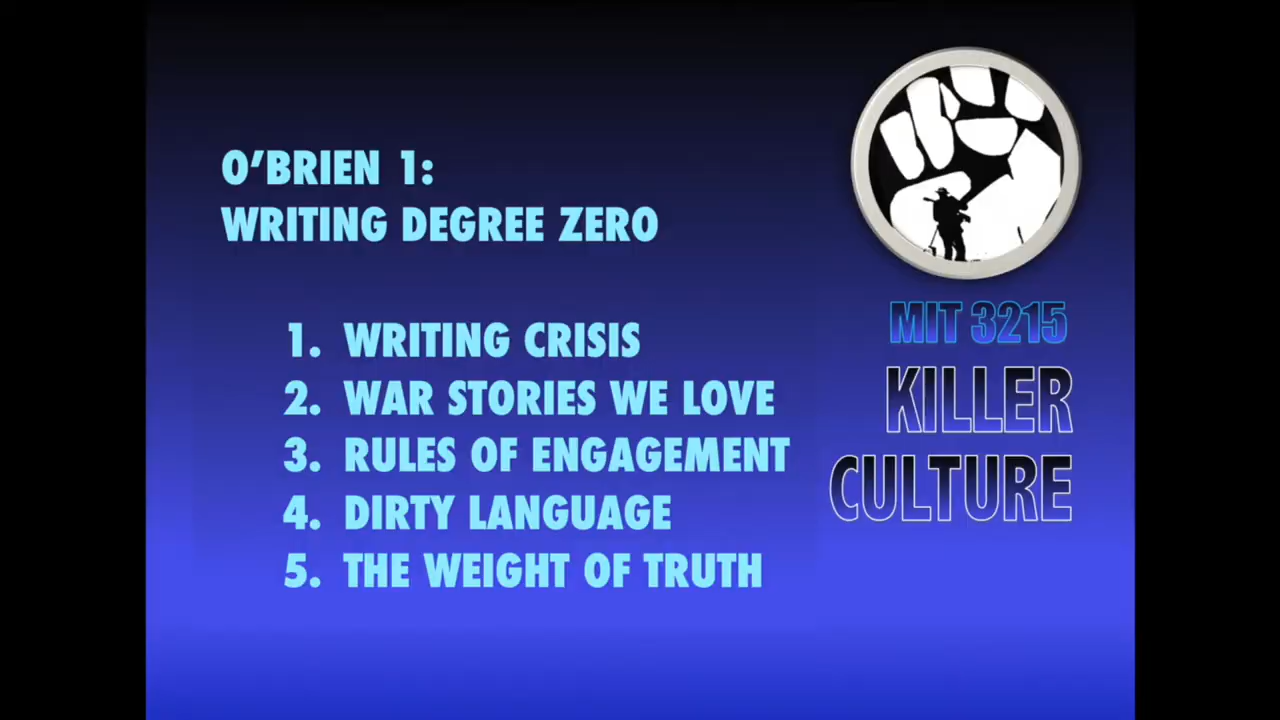 O'BRIEN 1:
WRITING DEGREE ZERO
1. WRITING CRISIS
2. WAR STORIES WE LOVE
3. RULES OF ENGAGEMENT
4. DIRTY LANGUAGE
5. THE WEIGHT OF TRUTH
MIT 3215
KILLER
CULTURE